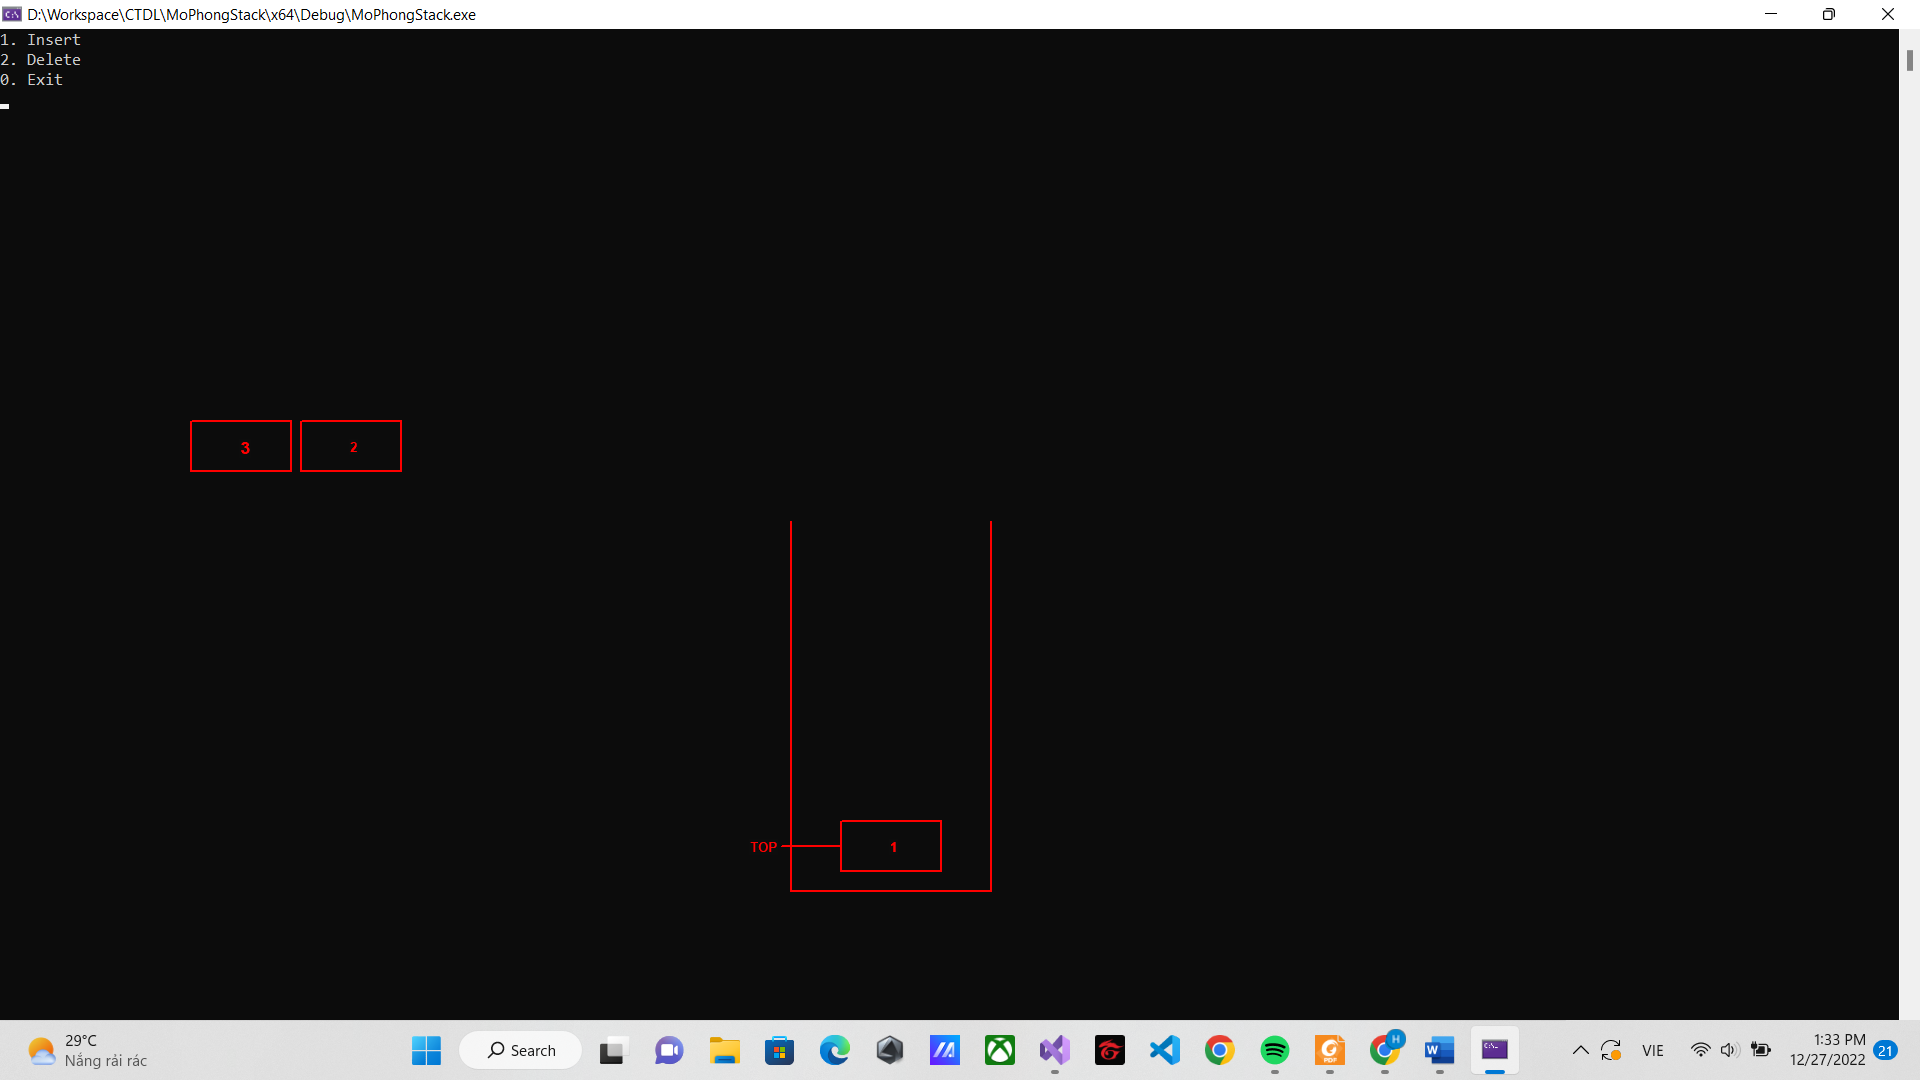 D:\Workspace\CTDL\MoPhongStack\x64\Debug\MoPhongStack.exe
1. Insert
2. Delete
0. Exit
3
2
TOP
1
29°C
Nắng rải rác
Search
PDF
H
W
VIE
1:33 PM
12/27/2022
21